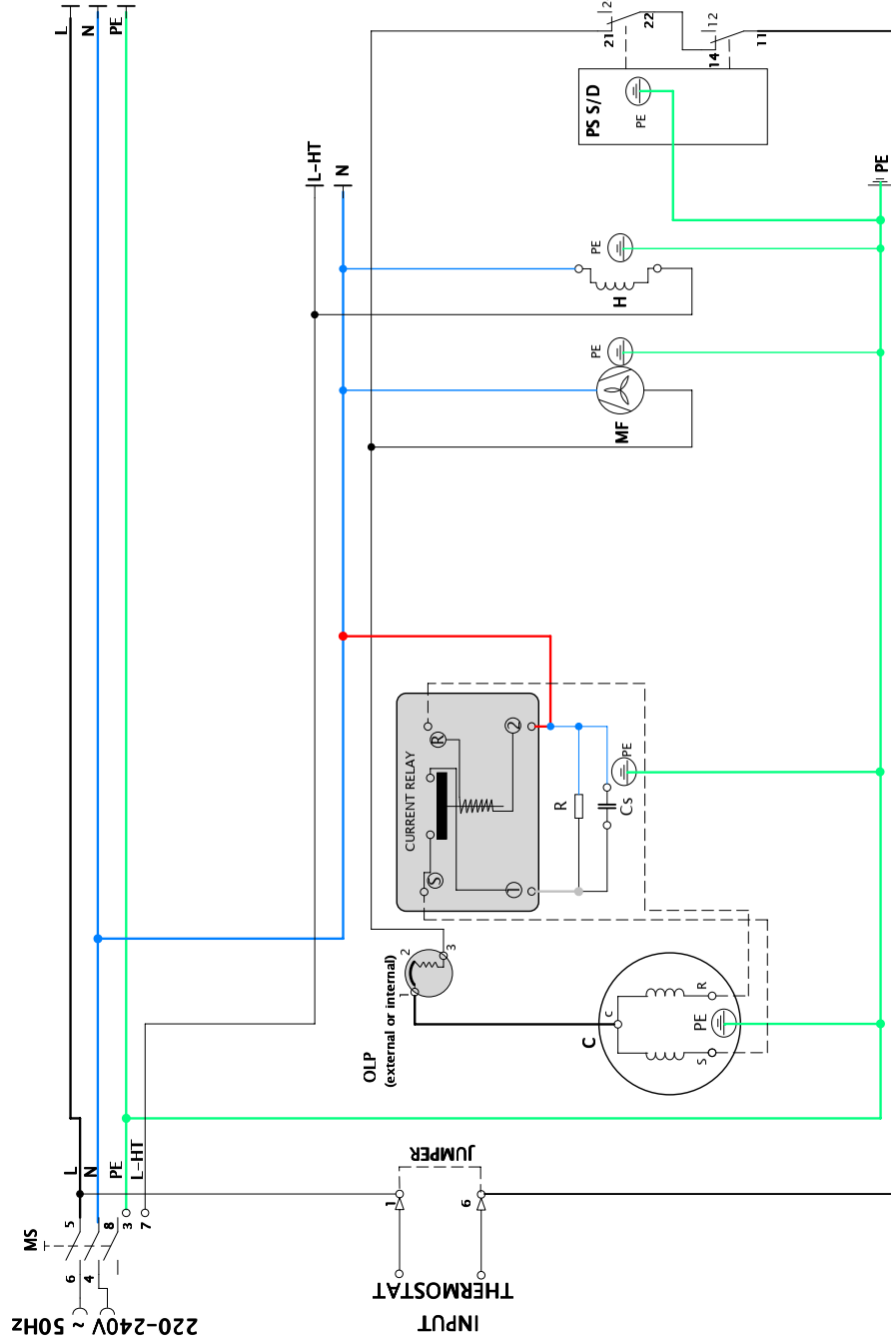 L
N
PE
L-HT
N
2
21
22
12
14
11
PS S/D
PE
PE
PE
H
PE
MF
CURRENT RELAY
R
2
S
1
R
Cs
PE
OLP
(external or internal)
1
2
3
C
c
R
S
PE
L
N
PE
L-HT
MS
5
6
4
8
3
7
JUMPER
1
6
THERMOSTAT
INPUT
220-240V ~ 50Hz